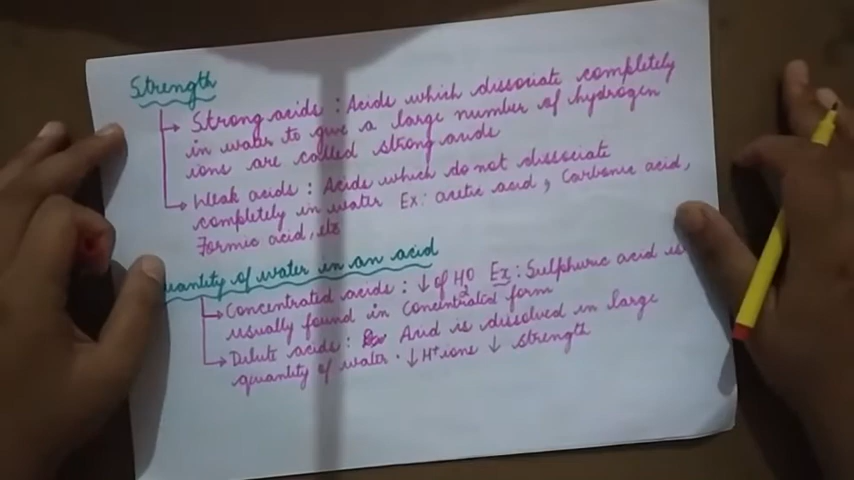 Strength
Strong acids : Acids which dissociate completely
in water to give a large number of hydrogen
ions are called strong acids
Weak acids : Acids which do not dissociate
completely in water Ex: acetic acid, Carbonic acid,
Formic acid, etc
uantity of water in an acid
Concentrated acids : ↓ of H2O Ex : Sulphuric acid is
usually found in concentrated form
Dilute acids : Acid is dissolved in large
quantity of water . ↓ H+ ions ↓ strength